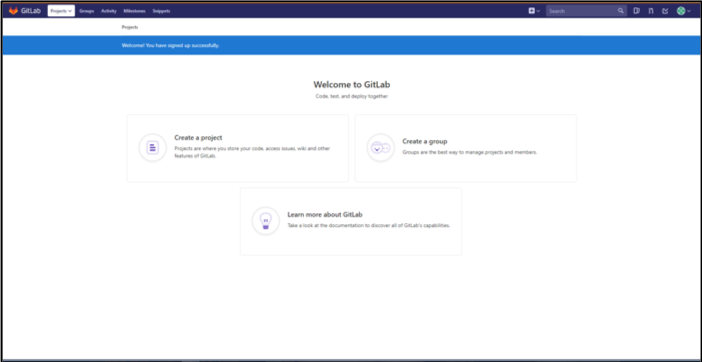 GitLab Projects Groups Activity Milestones Snippets Search
Projects
Welcome! You have signed up successfully.
Welcome to GitLab
Code, test, and deploy together
Create a project
Projects are where you store your code, access issues, wiki and other
features of GitLab.
Create a group
Groups are the best way to manage projects and members.
Learn more about GitLab
Take a look at the documentation to discover all of GitLab's capabilities.